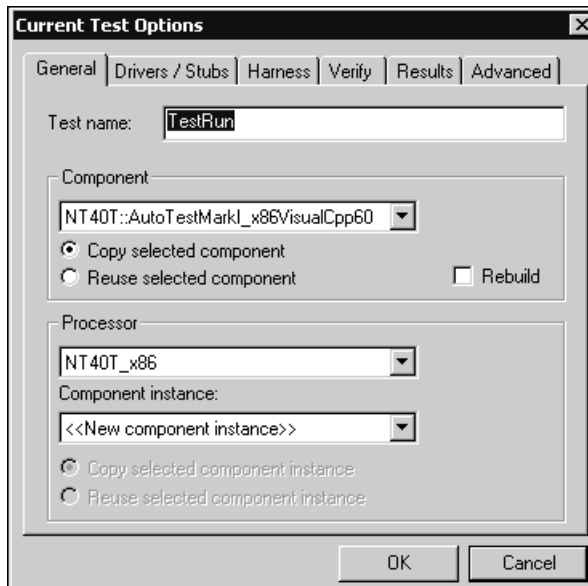 Current Test Options
General Drivers / Stubs Harness Verify Results Advanced
Test name: TestRun
Component
NT40T::AutoTestMarkI_x86VisualCpp60
Copy selected component
Reuse selected component Rebuild
Processor
NT40T_x86
Component instance:
<<New component instance>>
Copy selected component instance
Reuse selected component instance
OK Cancel